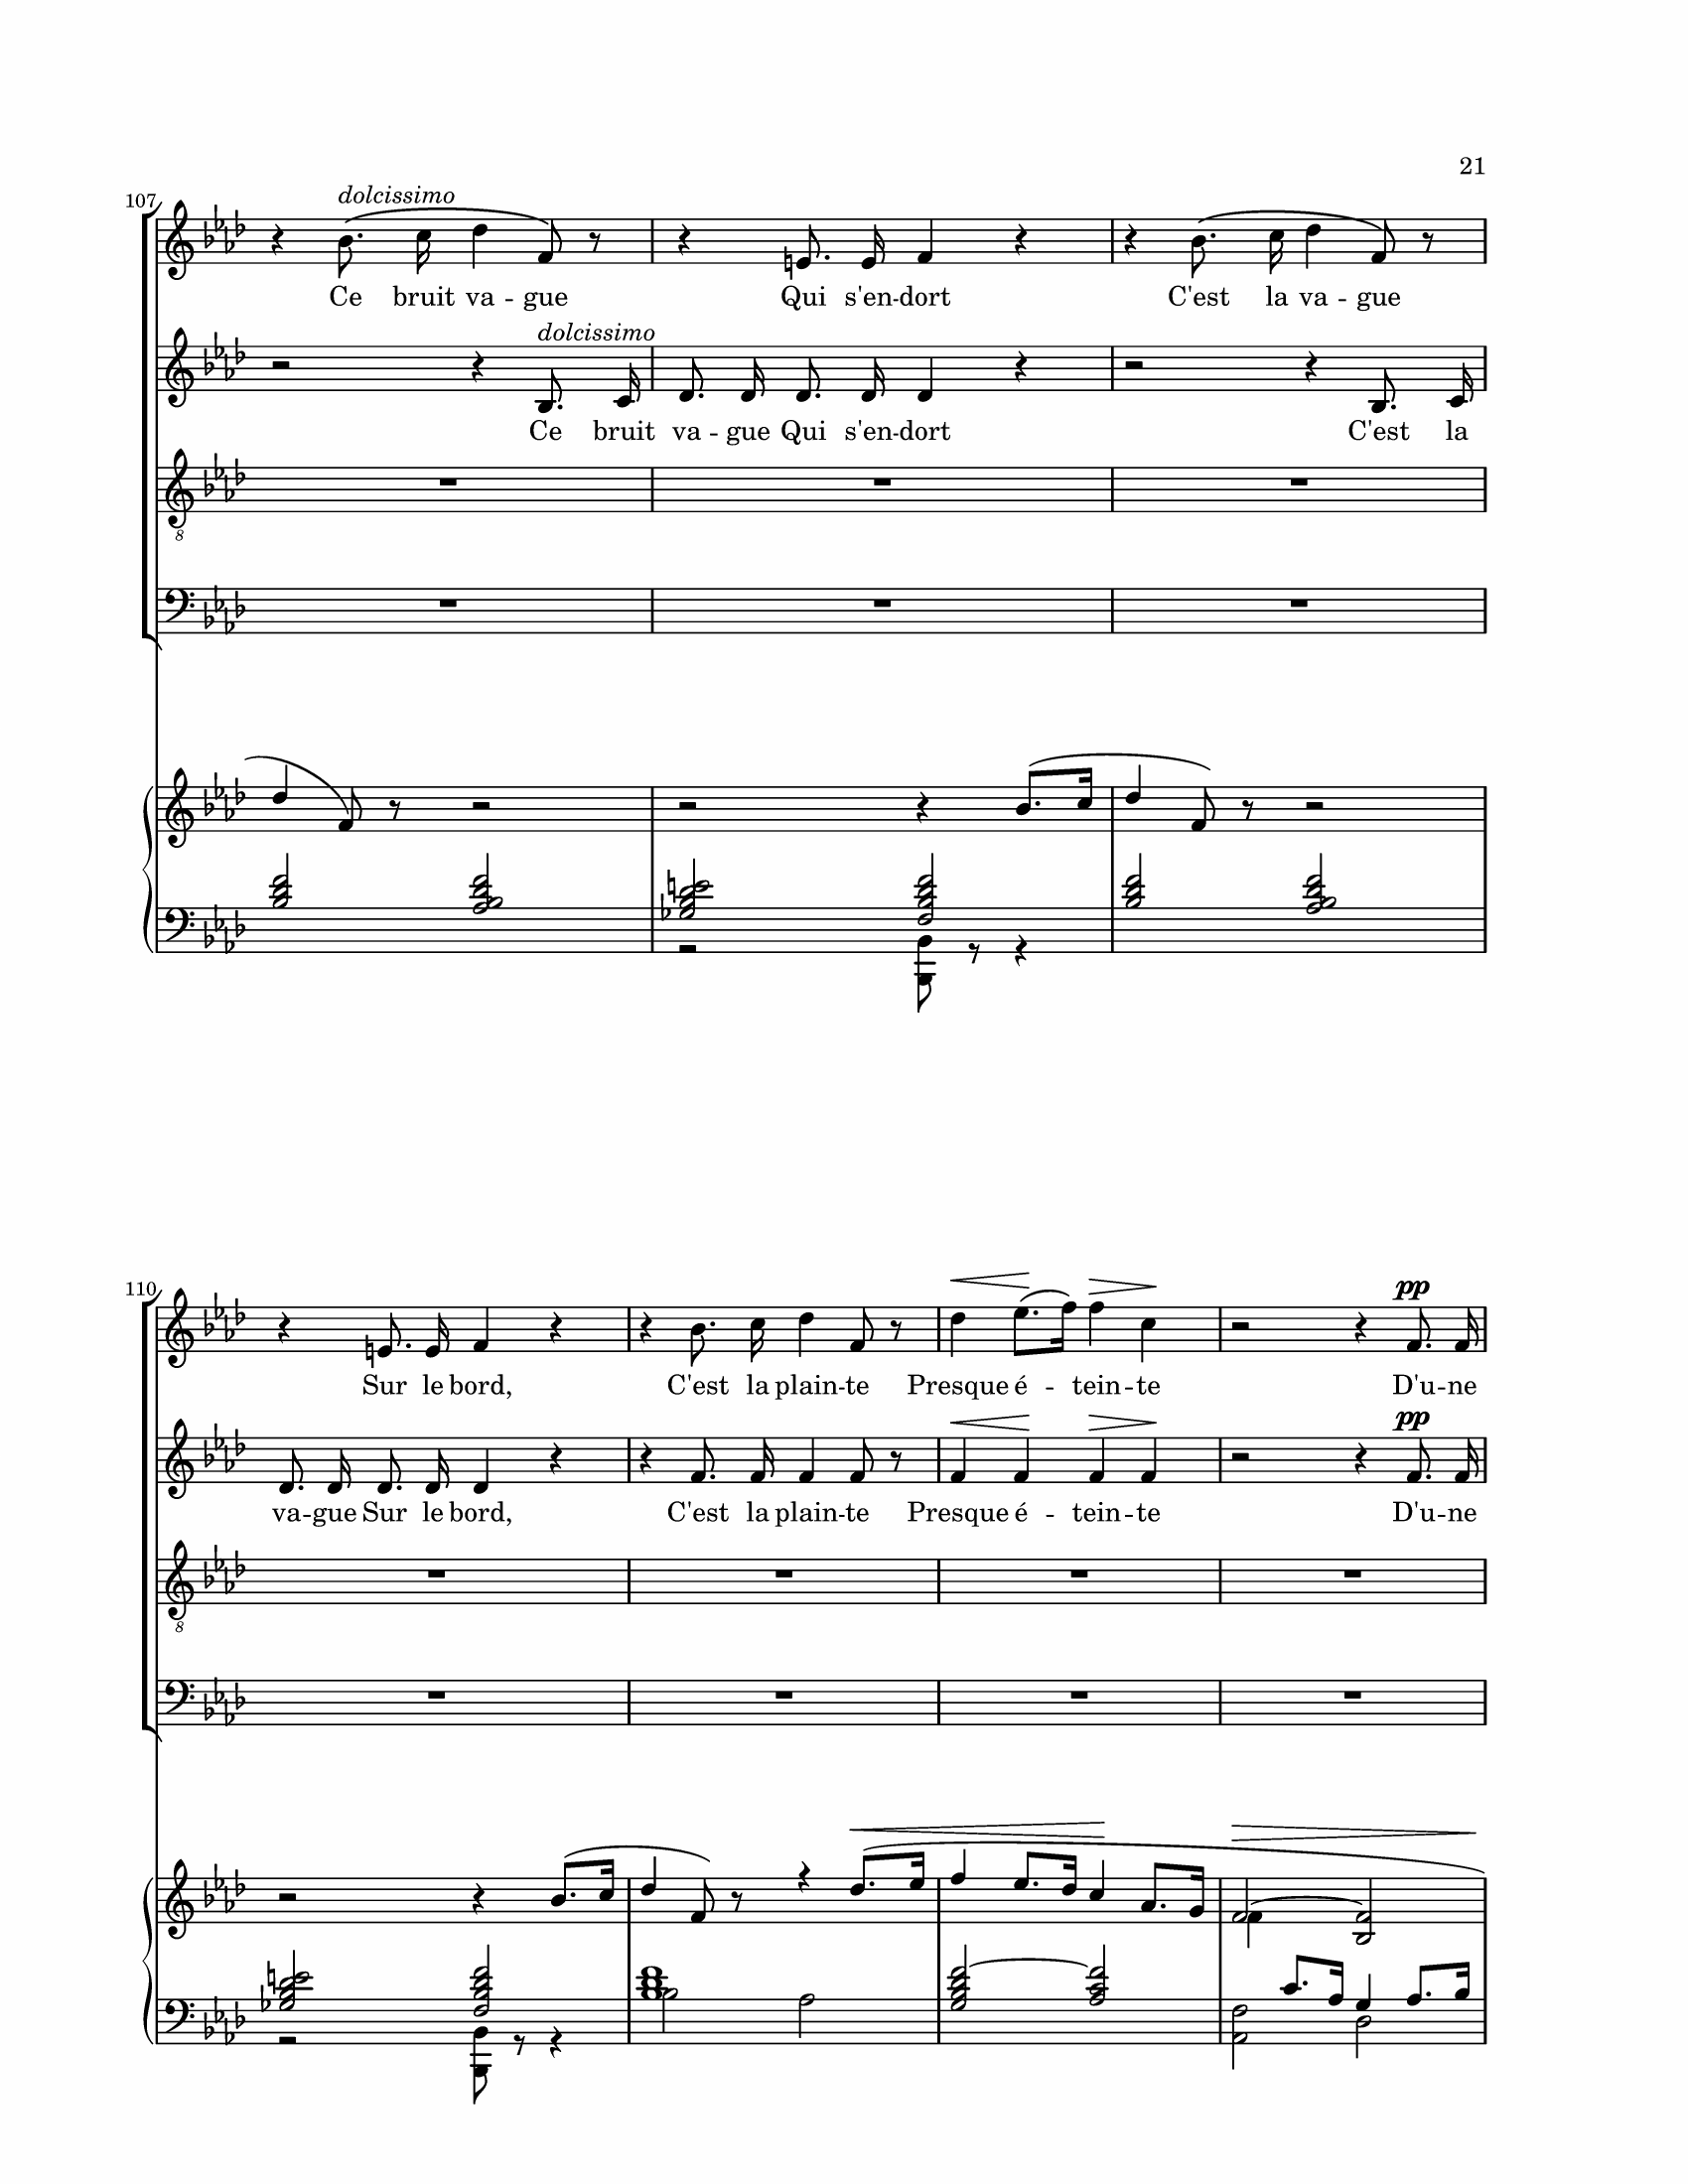 21
107
dolcissimo
Ce bruit va -- gue Qui s'en -- dort C'est la va -- gue
dolcissimo
Ce bruit va -- gue Qui s'en -- dort C'est la
8
110
pp
Sur le bord, C'est la plain -- te Presque é -- tein -- te D'u -- ne
pp
va -- gue Sur le bord, C'est la plain -- te Presque é -- tein -- te D'u -- ne
8